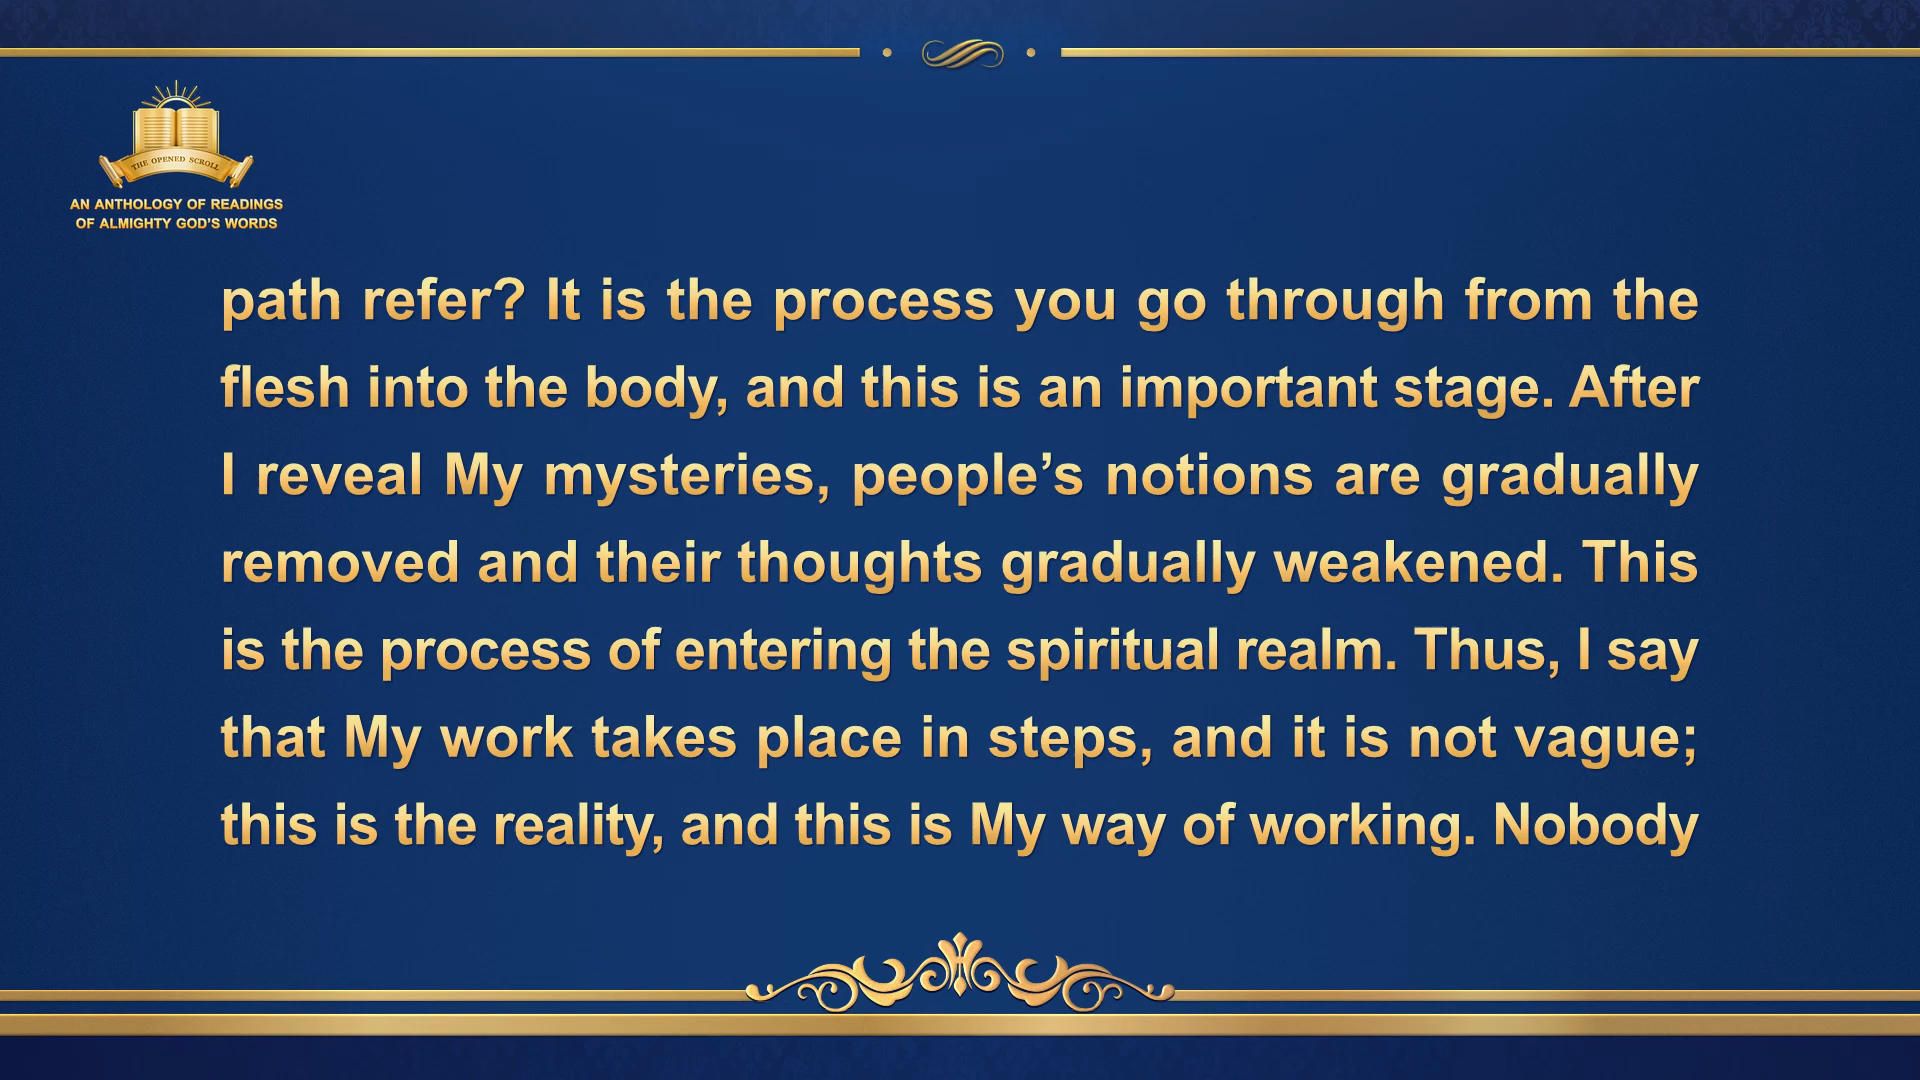 THE OPENED SCROLL
AN ANTHOLOGY OF READINGS
OF ALMIGHTY GOD'S WORDS
path refer? It is the process you go through from the
flesh into the body, and this is an important stage. After
I reveal My mysteries, people’s notions are gradually
removed and their thoughts gradually weakened. This
is the process of entering the spiritual realm. Thus, I say
that My work takes place in steps, and it is not vague;
this is the reality, and this is My way of working. Nobody